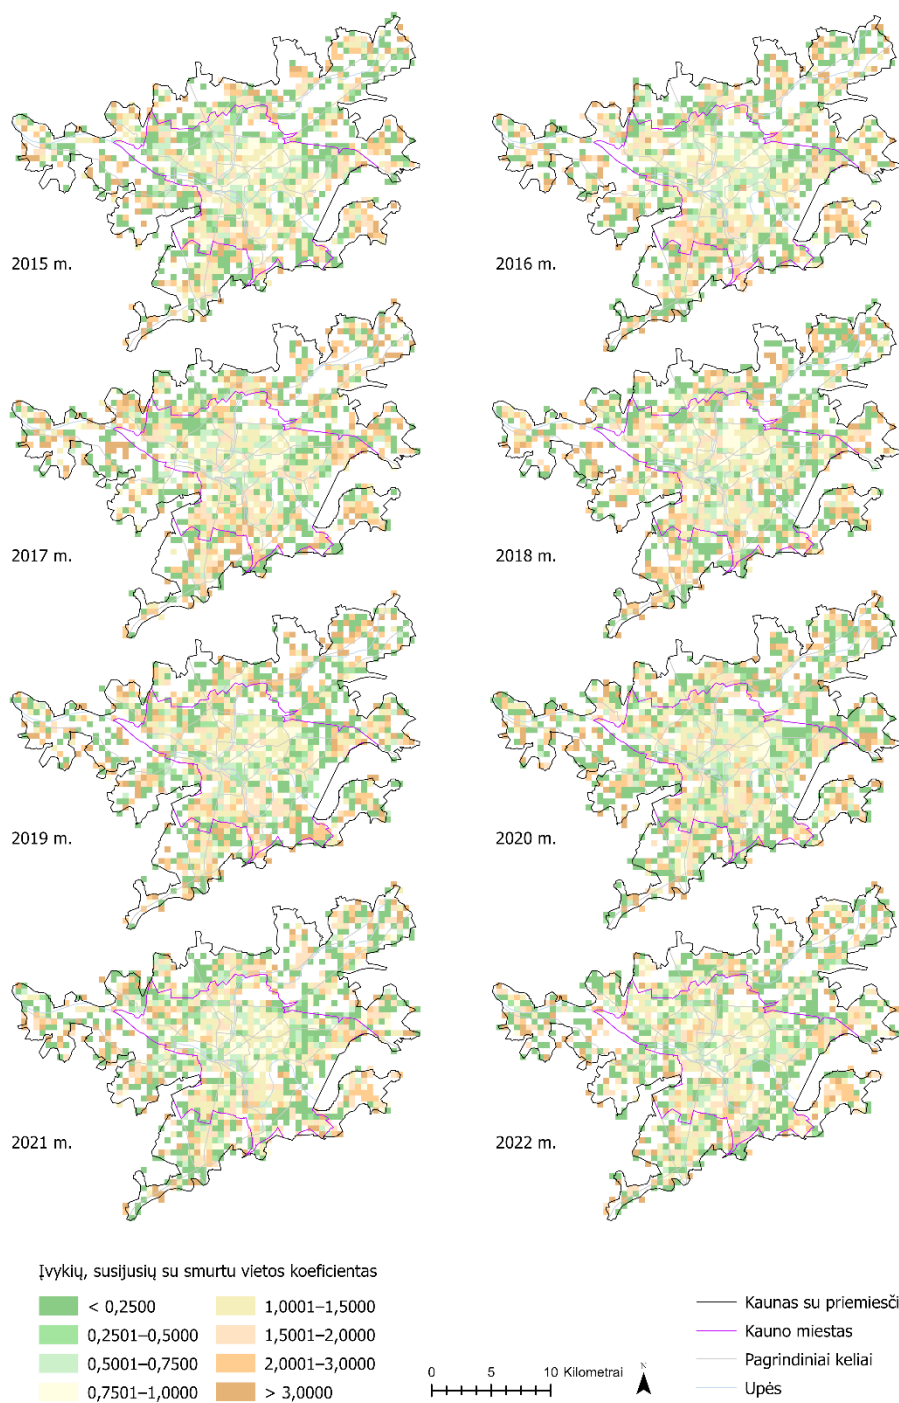 2015 m.
2016 m.
2017 m.
2018 m.
2019 m.
2020 m.
2021 m.
2022 m.
Įvykių, susijusių su smurtu vietos koeficientas
< 0,2500
0,2501–0,5000
0,5001–0,7500
0,7501–1,0000
1,0001–1,5000
1,5001–2,0000
2,0001–3,0000
> 3,0000
0 5 10 Kilometrai
N
Kaunas su priemiesči
Kauno miestas
Pagrindiniai keliai
Upės